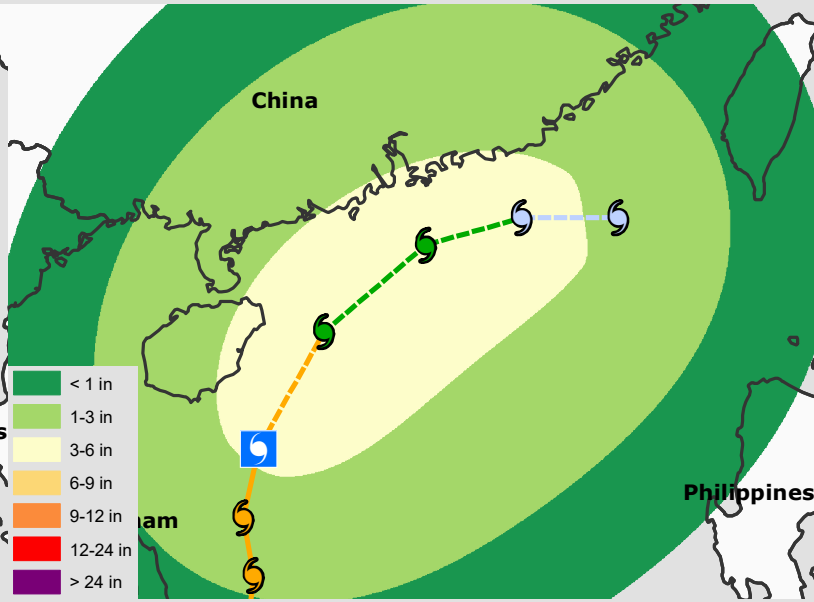 China
< 1 in
1-3 in
3-6 in
s
6-9 in
Philippines
9-12 in
nam
12-24 in
> 24 in